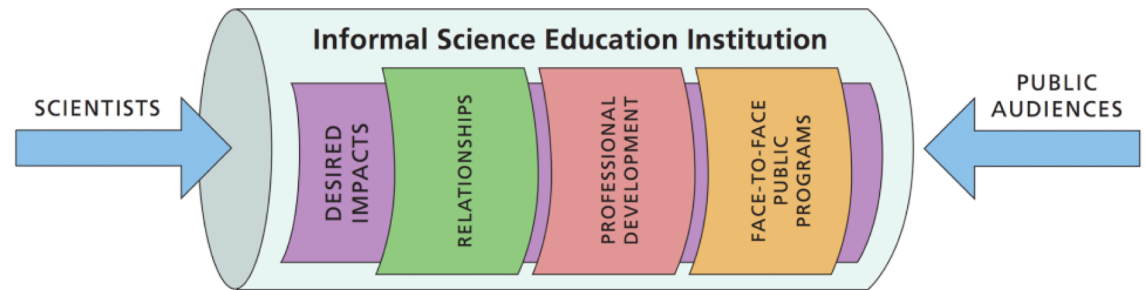 Informal Science Education Institution
SCIENTISTS
DESIRED
IMPACTS
RELATIONSHIPS
PROFESSIONAL
DEVELOPMENT
FACE-TO-FACE
PUBLIC
PROGRAMS
PUBLIC
AUDIENCES